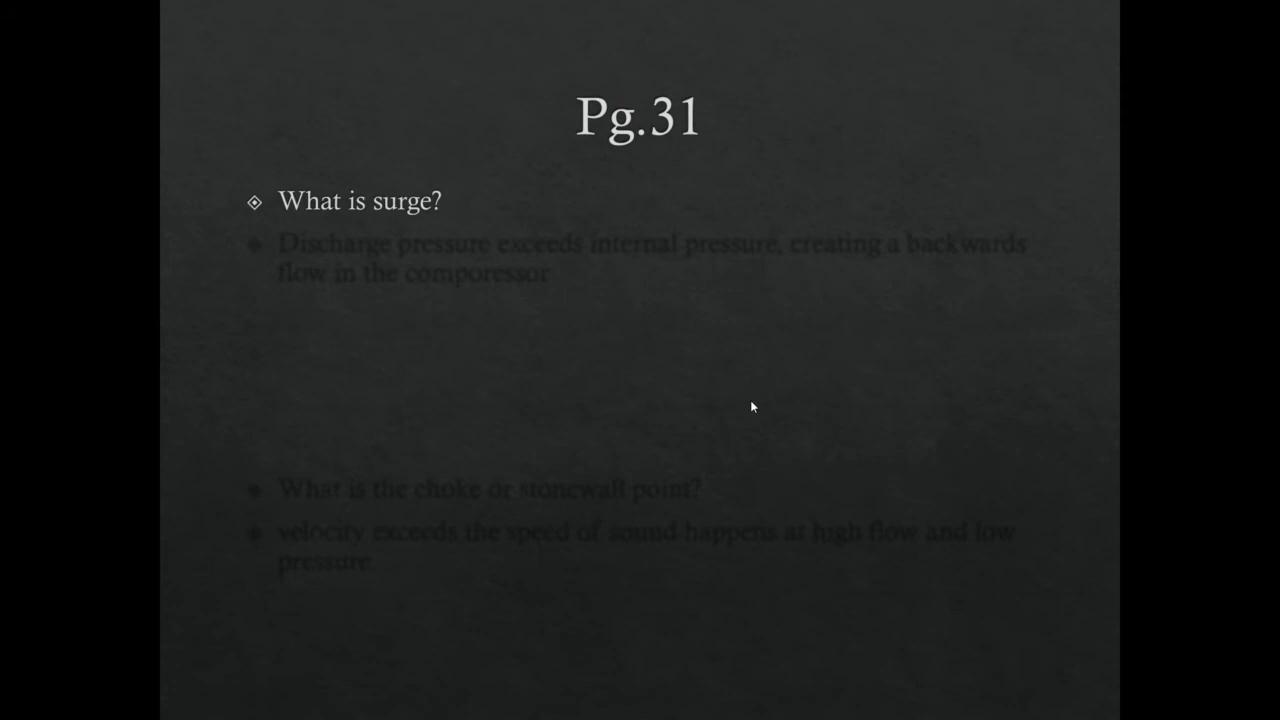 Pg.31
What is surge?
Discharge pressure exceeds internal pressure, creating a backwards
flow in the comporessor
What is the choke or stonewall point?
velocity exceeds the speed of sound happens at high flow and low
pressure.